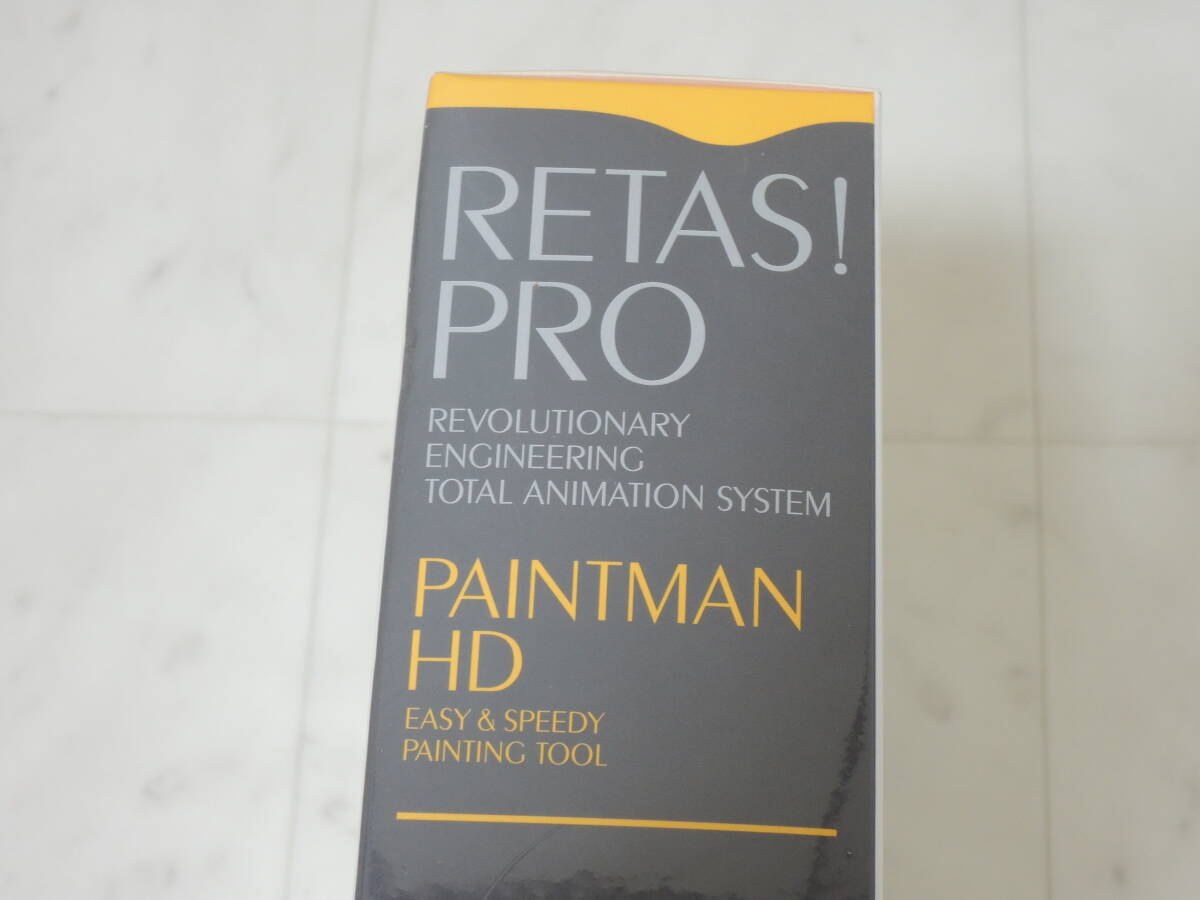 RETAS!
PRO
REVOLUTIONARY
ENGINEERING
TOTAL ANIMATION SYSTEM
PAINTMAN
HD
EASY & SPEEDY
PAINTING TOOL